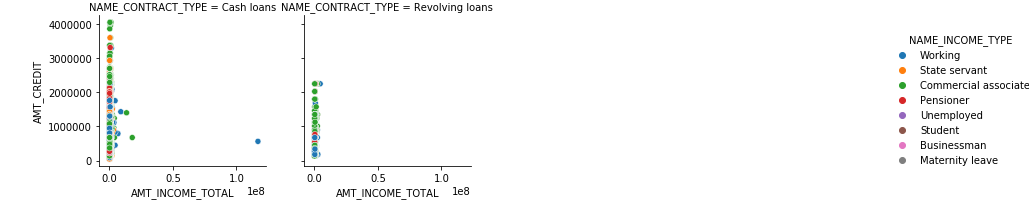 NAME_CONTRACT_TYPE = Cash loans
NAME_CONTRACT_TYPE = Revolving loans
AMT_CREDIT
4000000
3000000
2000000
1000000
0
0.0 0.5 1.0
1e8
AMT_INCOME_TOTAL
0.0 0.5 1.0
1e8
AMT_INCOME_TOTAL
NAME_INCOME_TYPE
Working
State servant
Commercial associate
Pensioner
Unemployed
Student
Businessman
Maternity leave